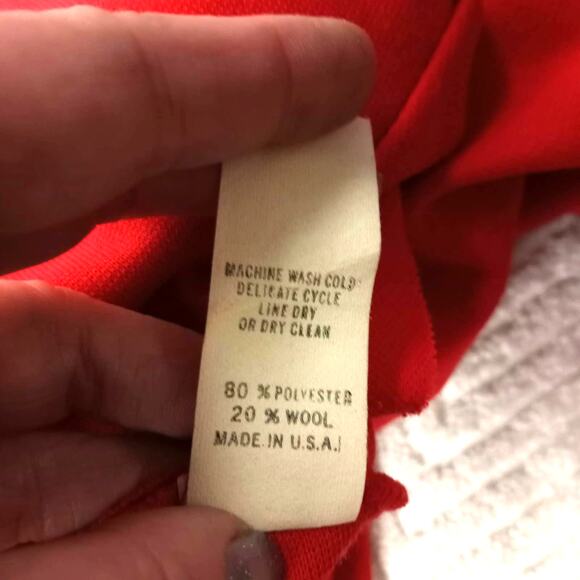 MACHINE WASH COLD
DELICATE CYCLE
LINE DRY
OR DRY CLEAN
80 % POLYESTER
20 % WOOL
MADE IN U.S.A.